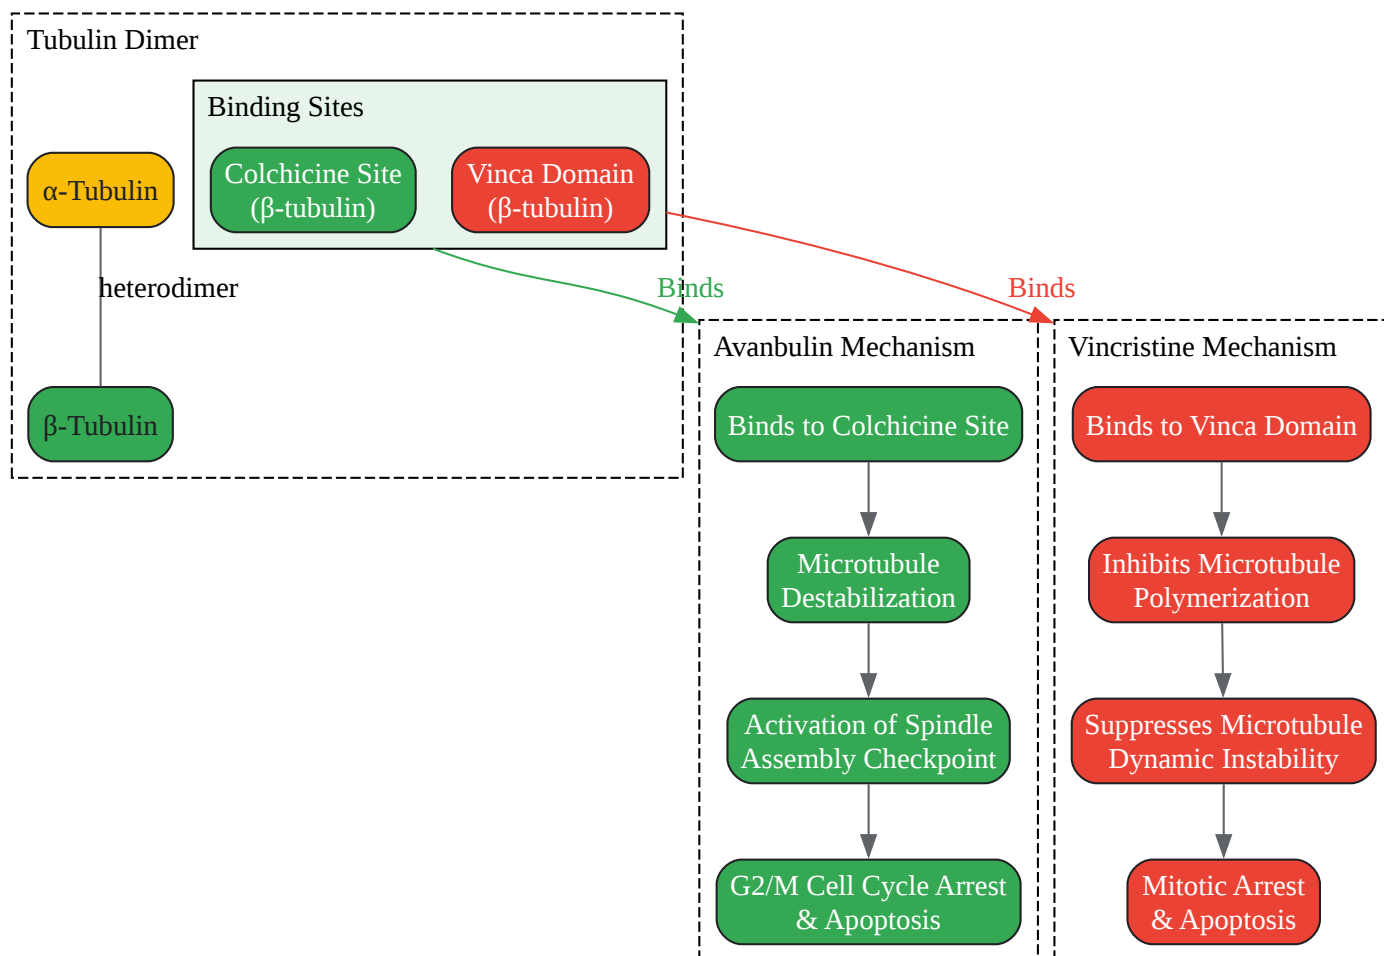 Tubulin Dimer
Binding Sites
Colchicine Site
(β-tubulin)
Vinca Domain
(β-tubulin)
α-Tubulin
heterodimer
β-Tubulin
Binds
Binds
Avanbulin Mechanism
Binds to Colchicine Site
Microtubule
Destabilization
Activation of Spindle
Assembly Checkpoint
G2/M Cell Cycle Arrest
& Apoptosis
Vincristine Mechanism
Binds to Vinca Domain
Inhibits Microtubule
Polymerization
Suppresses Microtubule
Dynamic Instability
Mitotic Arrest
& Apoptosis